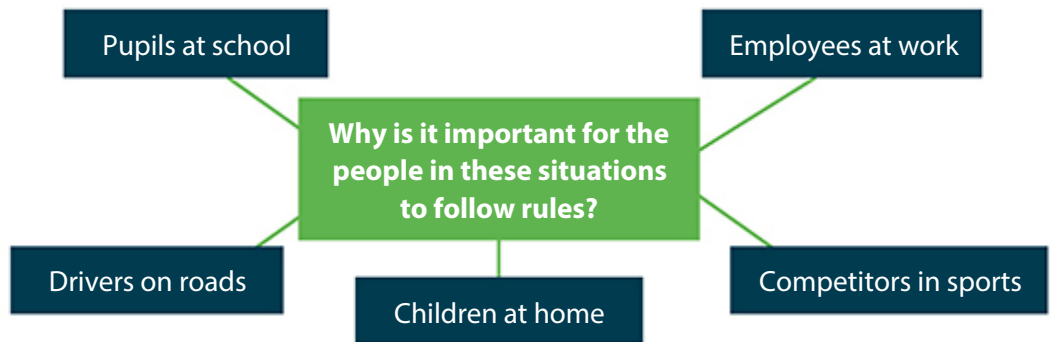 Pupils at school
Employees at work
Why is it important for the
people in these situations
to follow rules?
Drivers on roads
Children at home
Competitors in sports